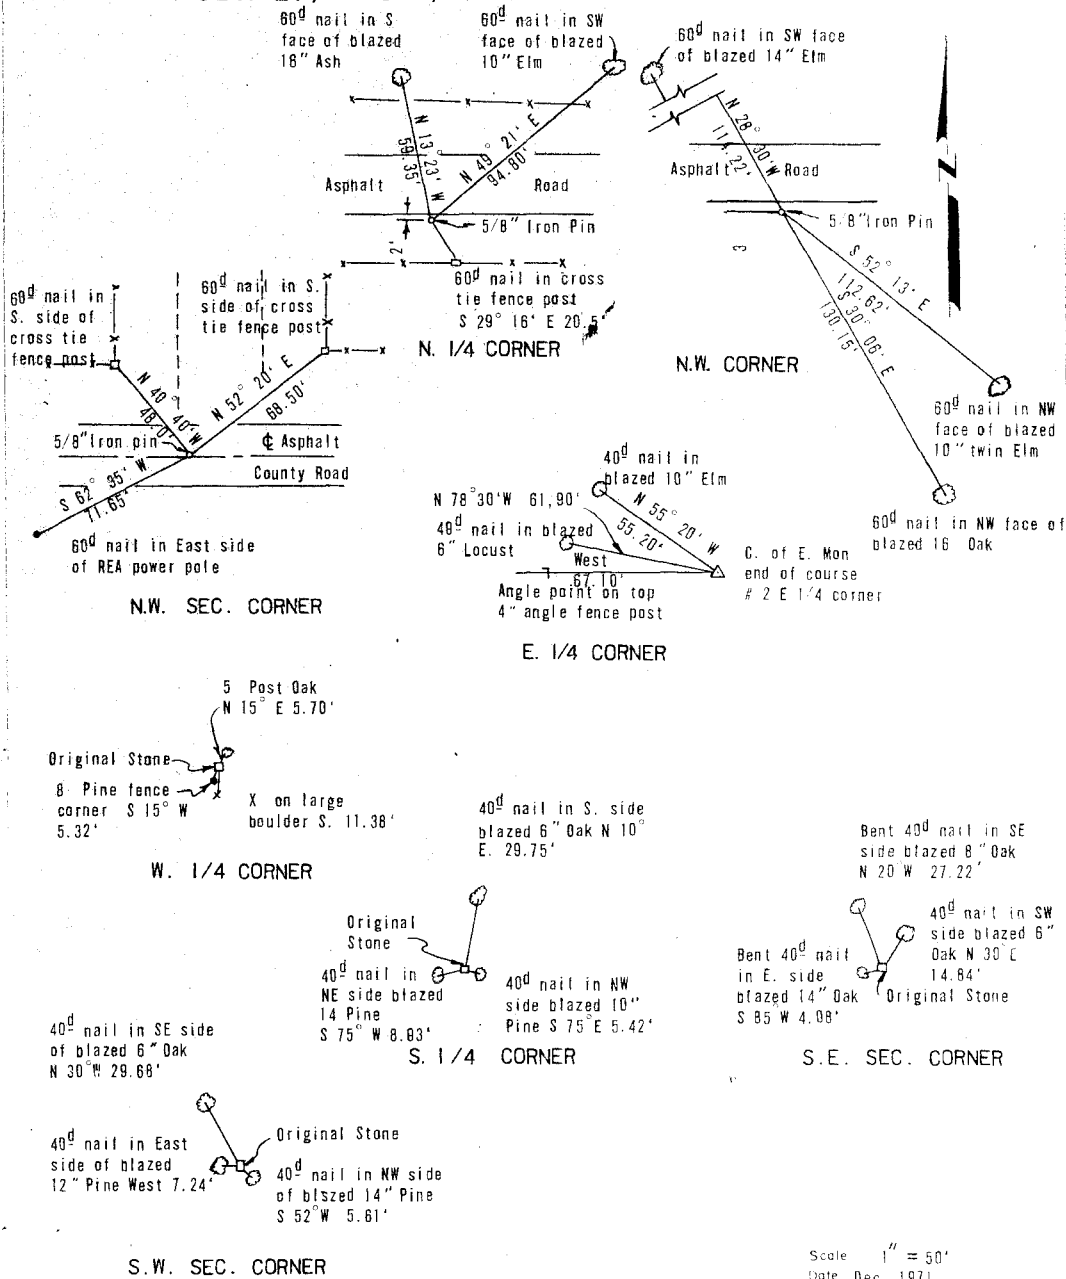 60d nail in S
face of blazed
18" Ash
60d nail in SW
face of blazed
10" Elm
N 13° 23' W
59.35'
N 49° 21' E
94.80'
Asphalt
Road
2'
5/8" Iron Pin
60d nail in cross
tie fence post
S 29° 16' E 20.5'
N. 1/4 CORNER
60d nail in SW face
of blazed 14" Elm
N 28° 30' W
114.22'
Asphalt
Road
5/8" Iron Pin
3
N
S 52° 13' E
112.62'
S 30° 06' E
130.15'
60d nail in NW
face of blazed
10" twin Elm
60d nail in NW face of
blazed 16 Oak
N.W. CORNER
60d nail in
S. side of
cross tie
fence post
60d nail in S.
side of cross
tie fence post
N 40° 40' W
48.0'
N 52° 20' E
68.50'
5/8" Iron pin
℄ Asphalt
County Road
S 62° 35' W
71.65'
60d nail in East side
of REA power pole
N.W. SEC. CORNER
40d nail in
blazed 10" Elm
N 78°30'W 61,90'
N 55° 20' W
55.20'
40d nail in blazed
6" Locust
West
67.10'
Angle point on top
4" angle fence post
C. of E. Mon
end of course
# 2 E 1/4 corner
E. 1/4 CORNER
5 Post Oak
N 15° E 5.70'
Original Stone
8 Pine fence
corner S 15° W
5.32'
X on large
boulder S. 11.38'
W. 1/4 CORNER
40d nail in S. side
blazed 6" Oak N 10°
E. 29.75'
Original
Stone
40d nail in
NE side blazed
14 Pine
S 75° W 8.83'
40d nail in NW
side blazed 10"
Pine S 75°E 5.42'
S. 1/4 CORNER
Bent 40d nail in SE
side blazed 8" Oak
N 20 W 27.22'
40d nail in SW
side blazed 6"
Oak N 30°E
14.84'
Bent 40d nail
in E. side
blazed 14" Oak
S 85 W 4.08'
Original Stone
S.E. SEC. CORNER
40d nail in SE side
of blazed 6" Oak
N 30°W 29.68'
Original Stone
40d nail in East
side of blazed
12" Pine West 7.24'
40d nail in NW side
of blszed 14" Pine
S 52°W 5.61'
S.W. SEC. CORNER
Scale 1" = 50'
Date Dec. 1971